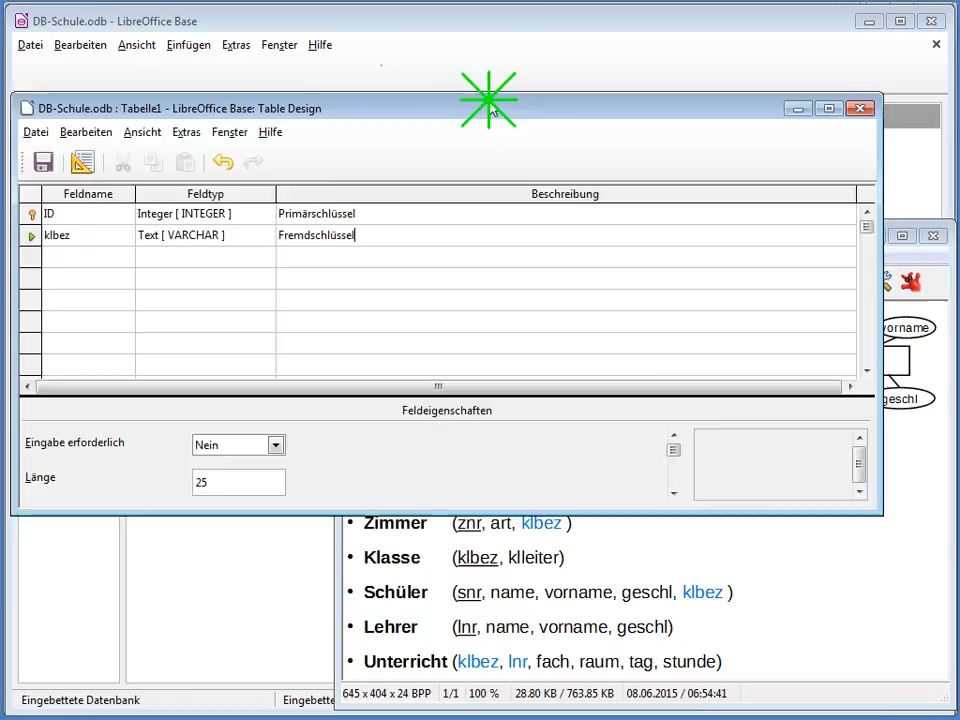 DB-Schule.odb - LibreOffice Base
Datei Bearbeiten Ansicht Einfügen Extras Fenster Hilfe
DB-Schule.odb : Tabelle1 - LibreOffice Base: Table Design
Datei Bearbeiten Ansicht Extras Fenster Hilfe
Feldname Feldtyp Beschreibung
ID Integer [ INTEGER ] Primärschlüssel
klbez Text [ VARCHAR ] Fremdschlüssel
vorname
geschl
Feldeigenschaften
Eingabe erforderlich Nein
Länge 25
• Zimmer (znr, art, klbez )
• Klasse (klbez, klleiter)
• Schüler (snr, name, vorname, geschl, klbez )
• Lehrer (lnr, name, vorname, geschl)
• Unterricht (klbez, lnr, fach, raum, tag, stunde)
645 x 404 x 24 BPP 1/1 100 % 28.80 KB / 763.85 KB 08.06.2015 / 06:54:41
Eingebettete Datenbank Eingebette